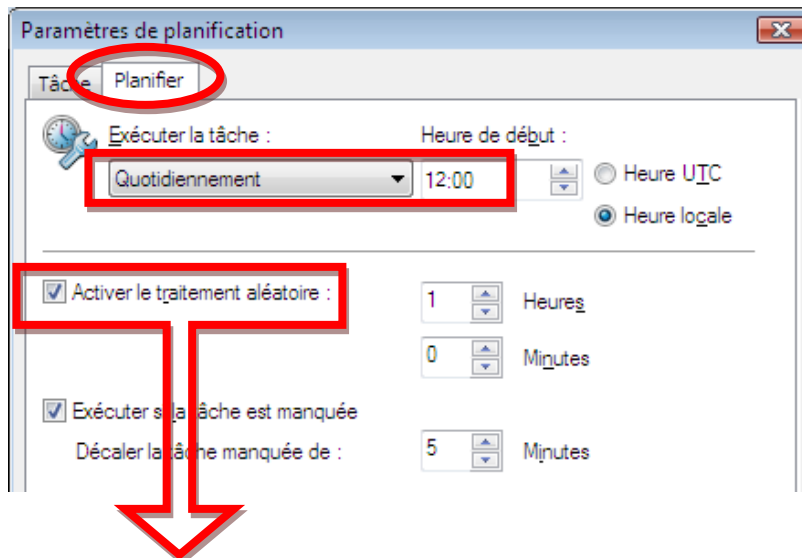 Paramètres de planification
Tâche Planifier
Exécuter la tâche : Heure de début :
Quotidiennement 12:00 Heure UTC
Heure locale
Activer le traitement aléatoire : 1 Heures
0 Minutes
Exécuter si la tâche est manquée
Décaler la tâche manquée de : 5 Minutes